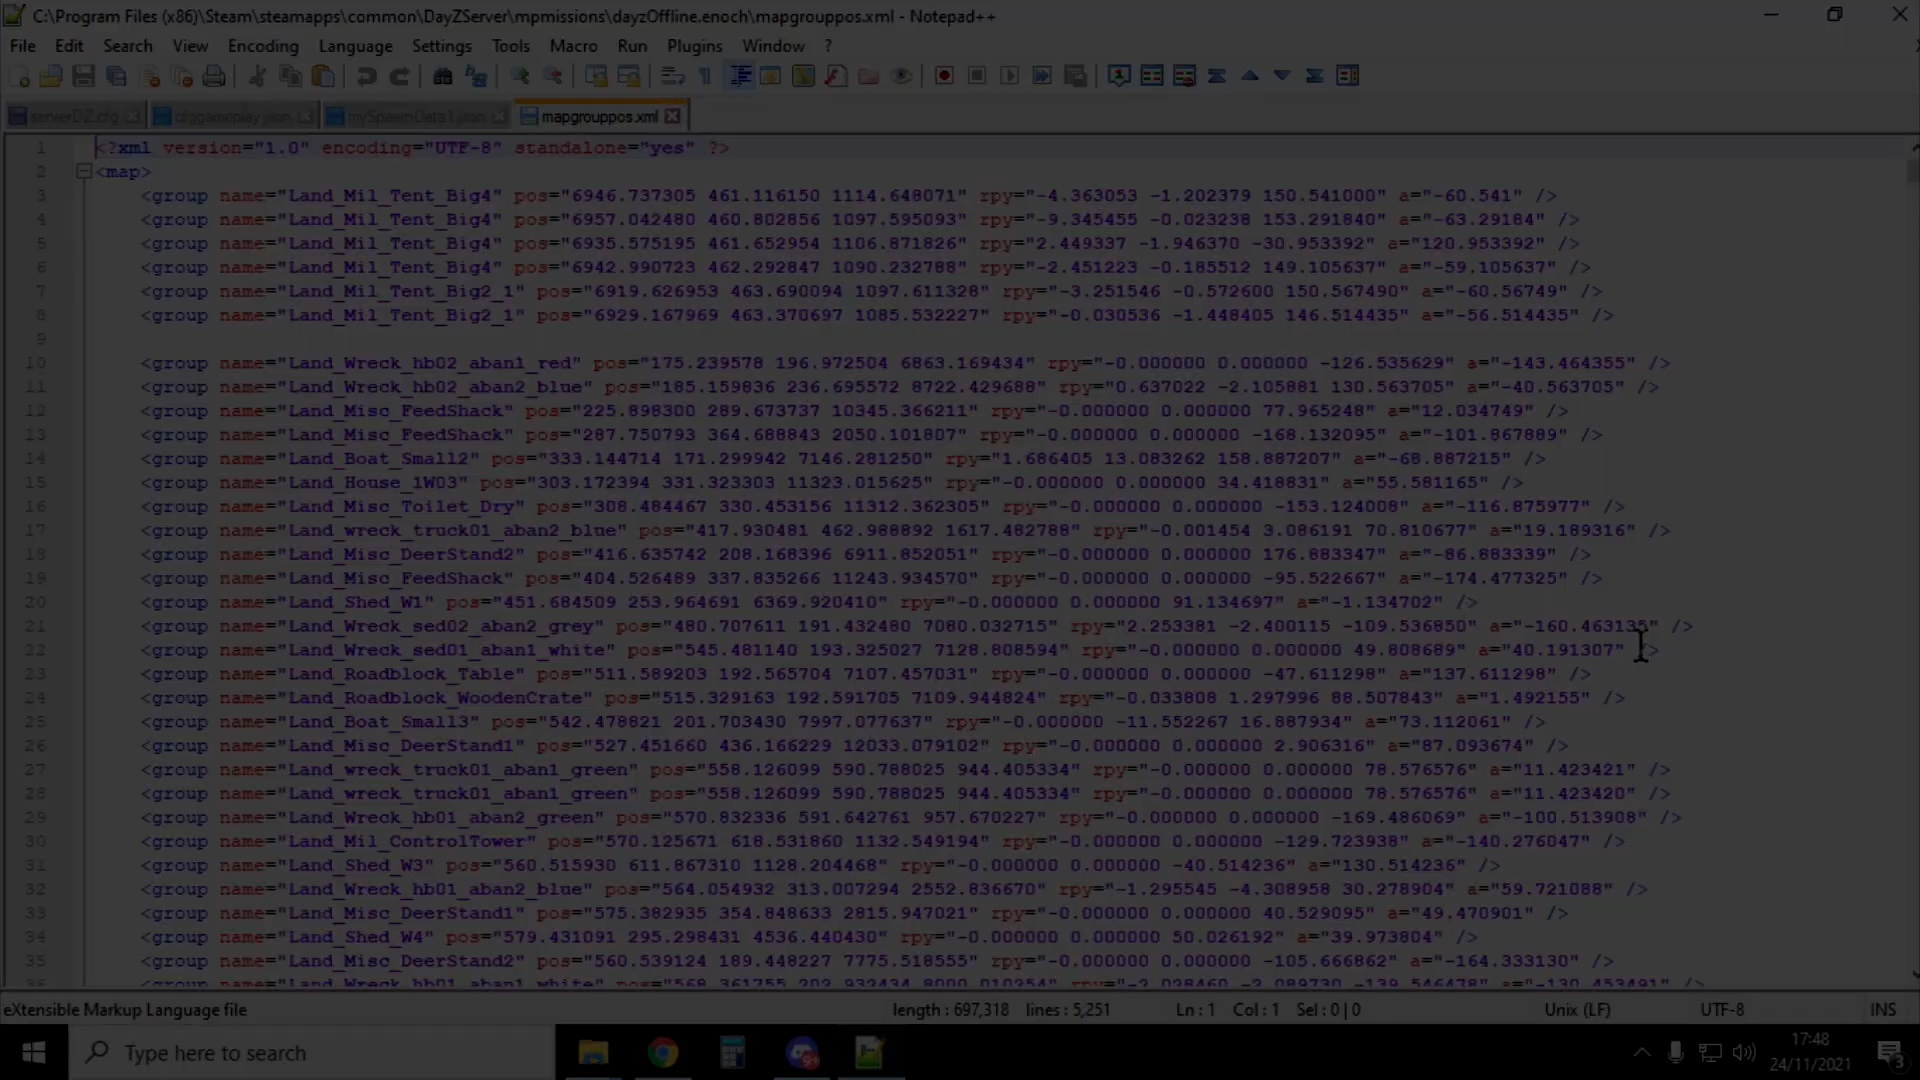 C:\Program Files (x86)\Steam\steamapps\common\DayZServer\mpmissions\dayzOffline.enoch\mapgrouppos.xml - Notepad++
File Edit Search View Encoding Language Settings Tools Macro Run Plugins Window ?
serverDZ.cfg cfggameplay.json mySpawnData1.json mapgrouppos.xml
1 <?xml version="1.0" encoding="UTF-8" standalone="yes" ?>
2 <map>
3 <group name="Land_Mil_Tent_Big4" pos="6946.737305 461.116150 1114.648071" rpy="-4.363053 -1.202379 150.541000" a="-60.541" />
4 <group name="Land_Mil_Tent_Big4" pos="6957.042480 460.802856 1097.595093" rpy="-9.345455 -0.023238 153.291840" a="-63.29184" />
5 <group name="Land_Mil_Tent_Big4" pos="6935.575195 461.652954 1106.871826" rpy="2.449337 -1.946370 -30.953392" a="120.953392" />
6 <group name="Land_Mil_Tent_Big4" pos="6942.990723 462.292847 1090.232788" rpy="-2.451223 -0.185512 149.105637" a="-59.105637" />
7 <group name="Land_Mil_Tent_Big2_1" pos="6919.626953 463.690094 1097.611328" rpy="-3.251546 -0.572600 150.567490" a="-60.56749" />
8 <group name="Land_Mil_Tent_Big2_1" pos="6929.167969 463.370697 1085.532227" rpy="-0.030536 -1.448405 146.514435" a="-56.514435" />
9
10 <group name="Land_Wreck_hb02_aban1_red" pos="175.239578 196.972504 6863.169434" rpy="-0.000000 0.000000 -126.535629" a="-143.464355" />
11 <group name="Land_Wreck_hb02_aban2_blue" pos="185.159836 236.695572 8722.429688" rpy="0.637022 -2.105881 130.563705" a="-40.563705" />
12 <group name="Land_Misc_FeedShack" pos="225.898300 289.673737 10345.366211" rpy="-0.000000 0.000000 77.965248" a="12.034749" />
13 <group name="Land_Misc_FeedShack" pos="287.750793 364.688843 2050.101807" rpy="-0.000000 0.000000 -168.132095" a="-101.867889" />
14 <group name="Land_Boat_Small2" pos="333.144714 171.299942 7146.281250" rpy="1.686405 13.083262 158.887207" a="-68.887215" />
15 <group name="Land_House_1W03" pos="303.172394 331.323303 11323.015625" rpy="-0.000000 0.000000 34.418831" a="55.581165" />
16 <group name="Land_Misc_Toilet_Dry" pos="308.484467 330.453156 11312.362305" rpy="-0.000000 0.000000 -153.124008" a="-116.875977" />
17 <group name="Land_wreck_truck01_aban2_blue" pos="417.930481 462.988892 1617.482788" rpy="-0.001454 3.086191 70.810677" a="19.189316" />
18 <group name="Land_Misc_DeerStand2" pos="416.635742 208.168396 6911.852051" rpy="-0.000000 0.000000 176.883347" a="-86.883339" />
19 <group name="Land_Misc_FeedShack" pos="404.526489 337.835266 11243.934570" rpy="-0.000000 0.000000 -95.522667" a="-174.477325" />
20 <group name="Land_Shed_W1" pos="451.684509 253.964691 6369.920410" rpy="-0.000000 0.000000 91.134697" a="-1.134702" />
21 <group name="Land_Wreck_sed02_aban2_grey" pos="480.707611 191.432480 7080.032715" rpy="2.253381 -2.400115 -109.536850" a="-160.463135" />
22 <group name="Land_Wreck_sed01_aban1_white" pos="545.481140 193.325027 7128.808594" rpy="-0.000000 0.000000 49.808689" a="40.191307" />
23 <group name="Land_Roadblock_Table" pos="511.589203 192.565704 7107.457031" rpy="-0.000000 0.000000 -47.611298" a="137.611298" />
24 <group name="Land_Roadblock_WoodenCrate" pos="515.329163 192.591705 7109.944824" rpy="-0.033808 1.297996 88.507843" a="1.492155" />
25 <group name="Land_Boat_Small3" pos="542.478821 201.703430 7997.077637" rpy="-0.000000 -11.552267 16.887934" a="73.112061" />
26 <group name="Land_Misc_DeerStand1" pos="527.451660 436.166229 12033.079102" rpy="-0.000000 0.000000 2.906316" a="87.093674" />
27 <group name="Land_wreck_truck01_aban1_green" pos="558.126099 590.788025 944.405334" rpy="-0.000000 0.000000 78.576576" a="11.423421" />
28 <group name="Land_wreck_truck01_aban1_green" pos="558.126099 590.788025 944.405334" rpy="-0.000000 0.000000 78.576576" a="11.423420" />
29 <group name="Land_Wreck_hb01_aban2_green" pos="570.832336 591.642761 957.670227" rpy="-0.000000 0.000000 -169.486069" a="-100.513908" />
30 <group name="Land_Mil_ControlTower" pos="570.125671 618.531860 1132.549194" rpy="-0.000000 0.000000 -129.723938" a="-140.276047" />
31 <group name="Land_Shed_W3" pos="560.515930 611.867310 1128.204468" rpy="-0.000000 0.000000 -40.514236" a="130.514236" />
32 <group name="Land_Wreck_hb01_aban2_blue" pos="564.054932 313.007294 2552.836670" rpy="-1.295545 -4.308958 30.278904" a="59.721088" />
33 <group name="Land_Misc_DeerStand1" pos="575.382935 354.848633 2815.947021" rpy="-0.000000 0.000000 40.529095" a="49.470901" />
34 <group name="Land_Shed_W4" pos="579.431091 295.298431 4536.440430" rpy="-0.000000 0.000000 50.026192" a="39.973804" />
35 <group name="Land_Misc_DeerStand2" pos="560.539124 189.448227 7775.518555" rpy="-0.000000 0.000000 -105.666862" a="-164.333130" />
36 <group name="Land_Wreck_hb01_aban1_white" pos="568.361755 202.932434 8000.010254" rpy="-2.028460 -2.089730 -139.546478" a="-130.453491" />
eXtensible Markup Language file length : 697,318 lines : 5,251 Ln : 1 Col : 1 Sel : 0 | 0 Unix (LF) UTF-8 INS
Type here to search 9+ 17:48
24/11/2021 3